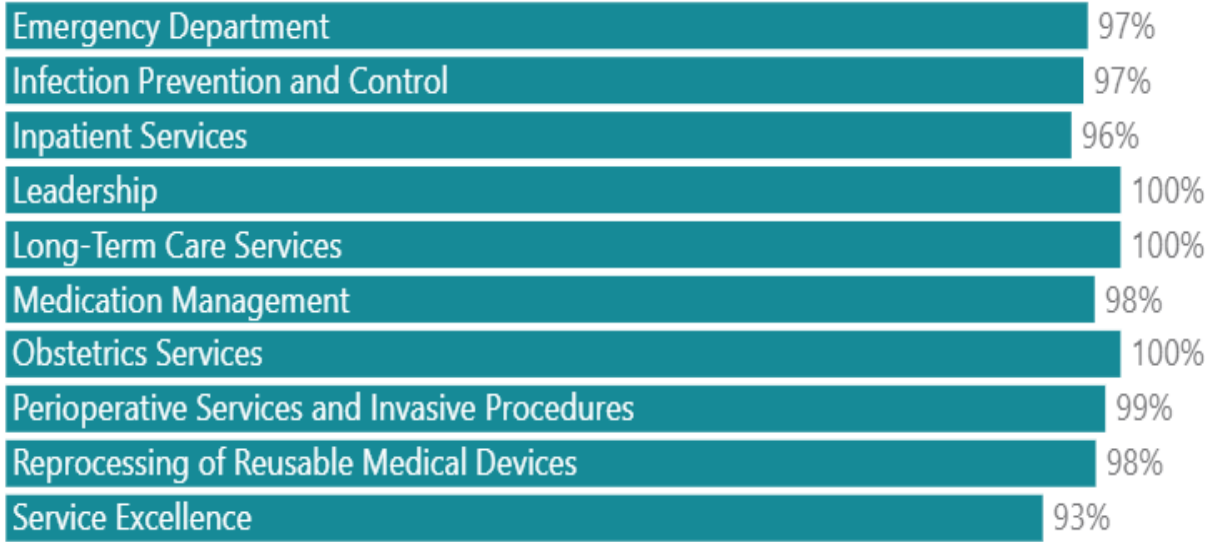 Emergency Department 97%
Infection Prevention and Control 97%
Inpatient Services 96%
Leadership 100%
Long-Term Care Services 100%
Medication Management 98%
Obstetrics Services 100%
Perioperative Services and Invasive Procedures 99%
Reprocessing of Reusable Medical Devices 98%
Service Excellence 93%